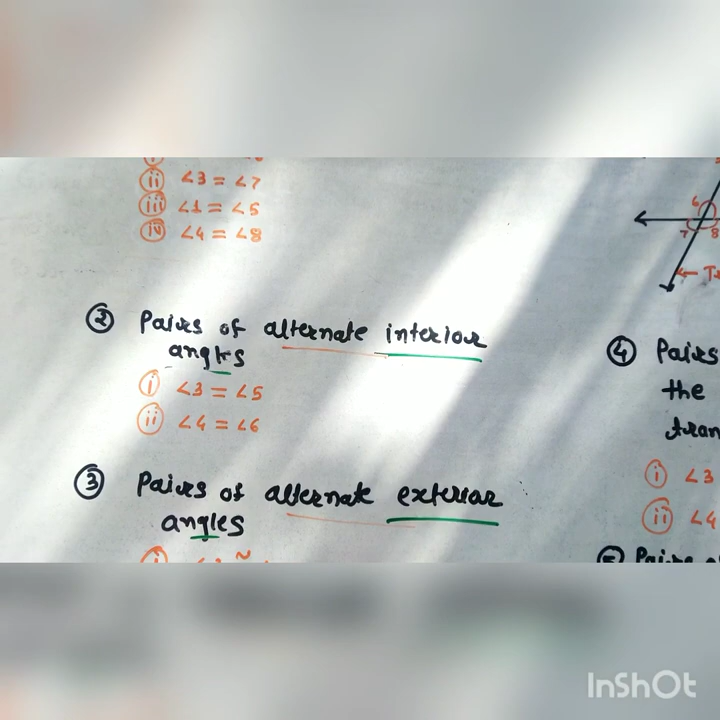 ii ∠3 = ∠7
iii ∠1 = ∠5
iv ∠4 = ∠8
2 Pairs of alternate interior
angles
i ∠3 = ∠5
ii ∠4 = ∠6
3 Pairs of alternate exterior
angles
6
7 8
4 Pairs
the
i ∠3
ii ∠4
InShOt